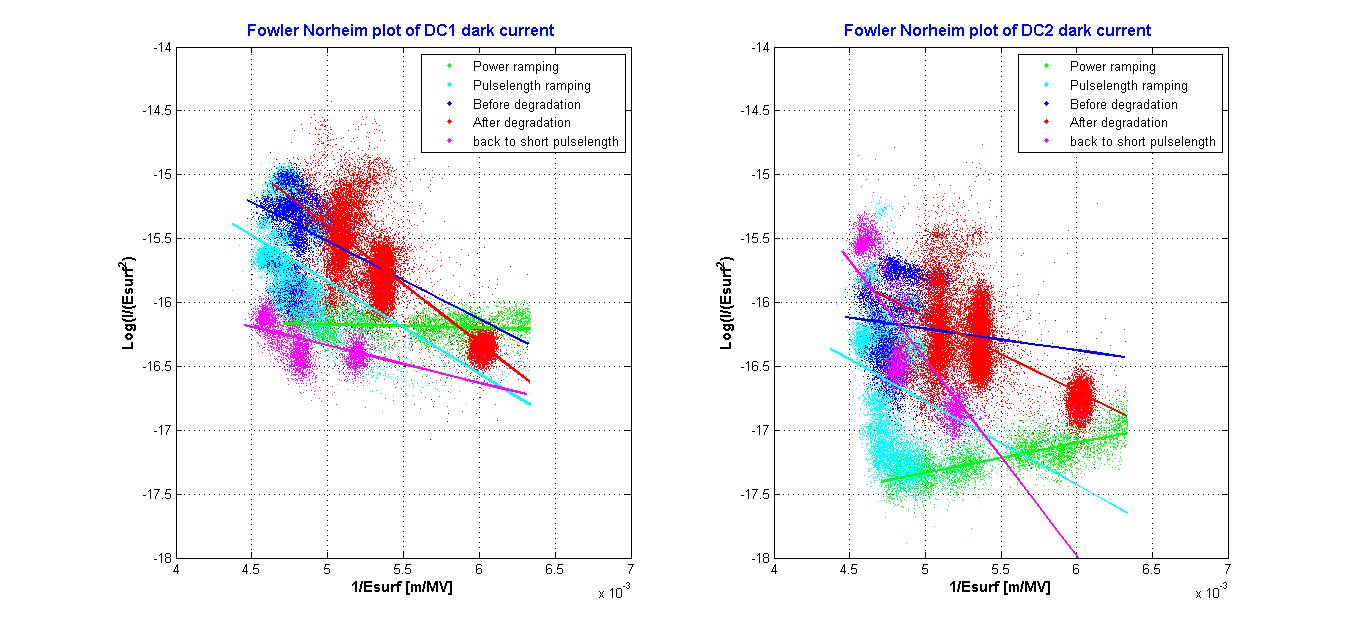 Fowler Norheim plot of DC1 dark current
-14
-14.5
-15
-15.5
-16
-16.5
-17
-17.5
-18
Log(I/(Esurf²)
Power ramping
Pulselength ramping
Before degradation
After degradation
back to short pulselength
4
4.5
5
5.5
6
6.5
7
1/Esurf [m/MV]
x 10⁻³
Fowler Norheim plot of DC2 dark current
-14
-14.5
-15
-15.5
-16
-16.5
-17
-17.5
-18
Log(I/(Esurf²)
Power ramping
Pulselength ramping
Before degradation
After degradation
back to short pulselength
4
4.5
5
5.5
6
6.5
7
1/Esurf [m/MV]
x 10⁻³